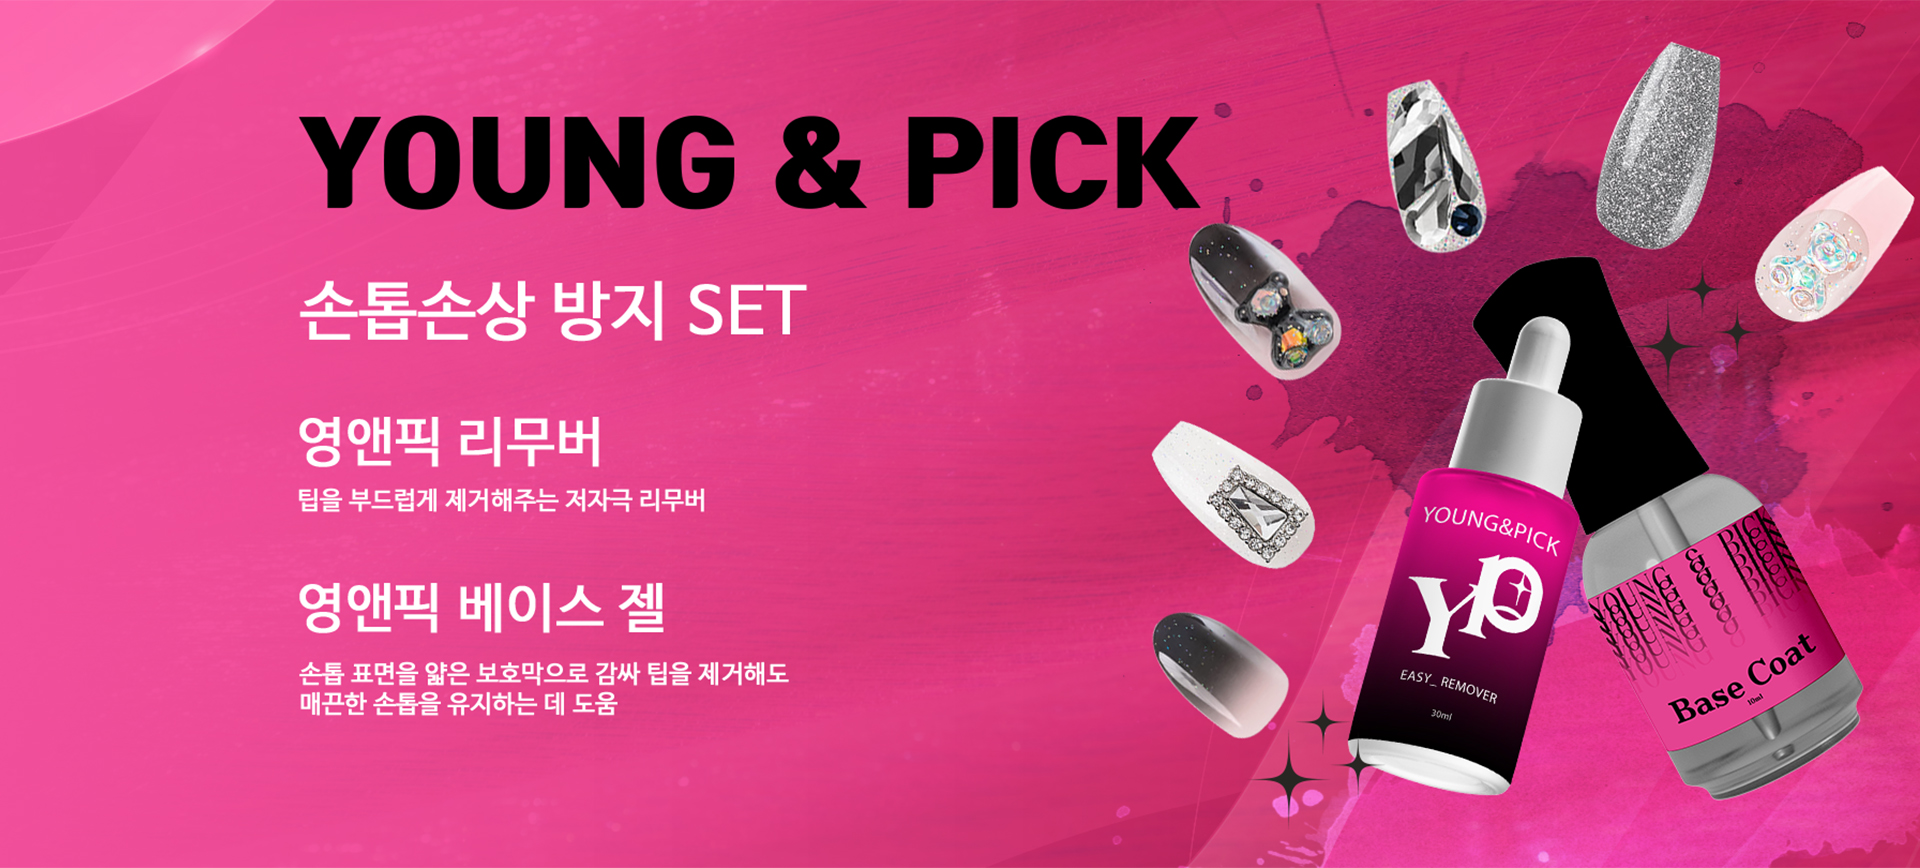 YOUNG & PICK
손톱손상 방지 SET
영앤픽 리무버
팁을 부드럽게 제거해주는 저자극 리무버
영앤픽 베이스 젤
손톱 표면을 얇은 보호막으로 감싸 팁을 제거해도
매끈한 손톱을 유지하는 데 도움
YOUNG&PICK
YP
EASY_ REMOVER
30ml
YOUNG & PICK
Base Coat
10ml